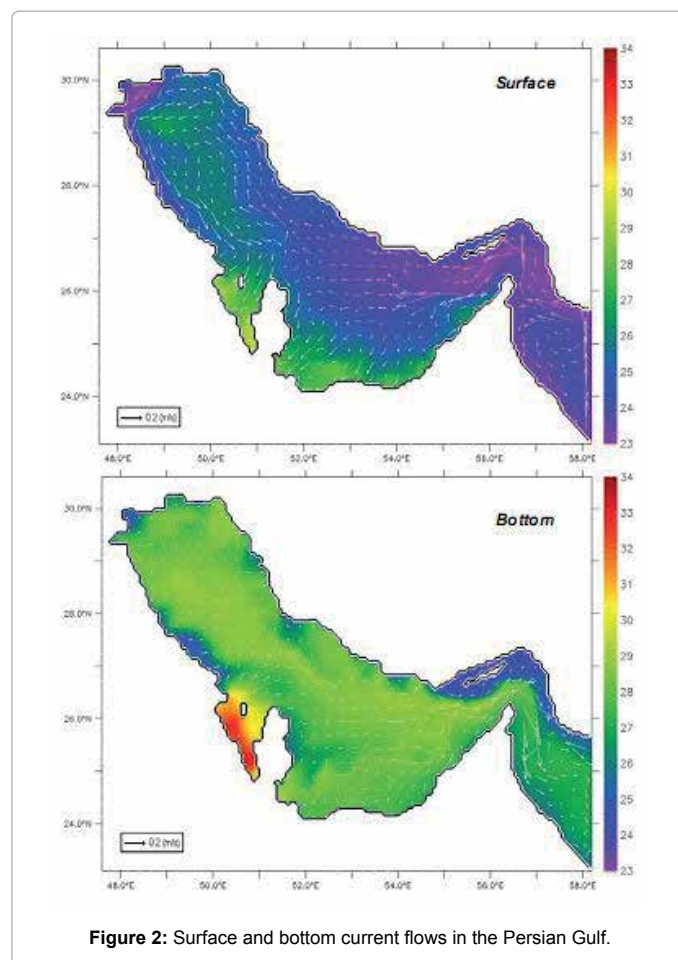 Surface
30.0°N
28.0°N
26.0°N
24.0°N
34
33
32
31
30
29
28
27
26
25
24
23
0.2 (m/s)
48.0°E 50.0°E 52.0°E 54.0°E 56.0°E 58.0°E
Bottom
30.0°N
28.0°N
26.0°N
24.0°N
34
33
32
31
30
29
28
27
26
25
24
23
0.2 (m/s)
48.0°E 50.0°E 52.0°E 54.0°E 56.0°E 58.0°E
Figure 2: Surface and bottom current flows in the Persian Gulf.